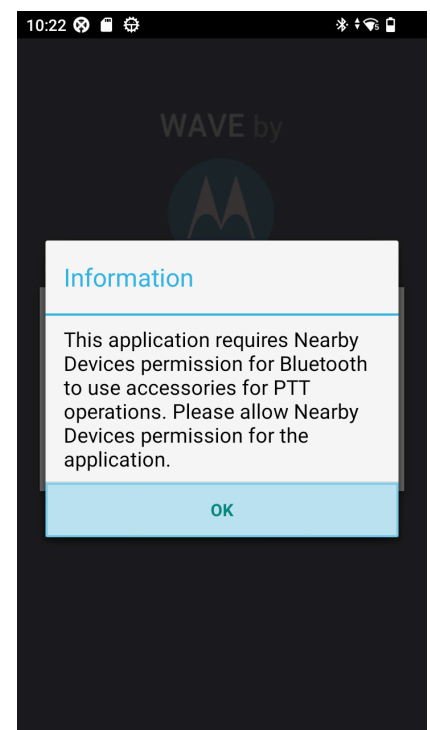 10:22
WAVE by
Information
This application requires Nearby
Devices permission for Bluetooth
to use accessories for PTT
operations. Please allow Nearby
Devices permission for the
application.
OK